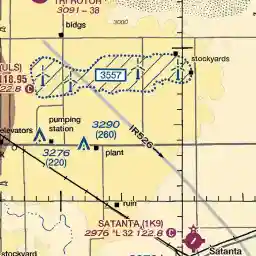 TRI ROTOR
3091 - 38
bldgs
stockyards
(ULS)
118.95
122.8 C
3557
pumping
station
3290
(260)
IR526
elevators
3276
(220)
plant
ruin
SATANTA (1K9)
2976 *L 32 122.8 C
Satanta
stockyard